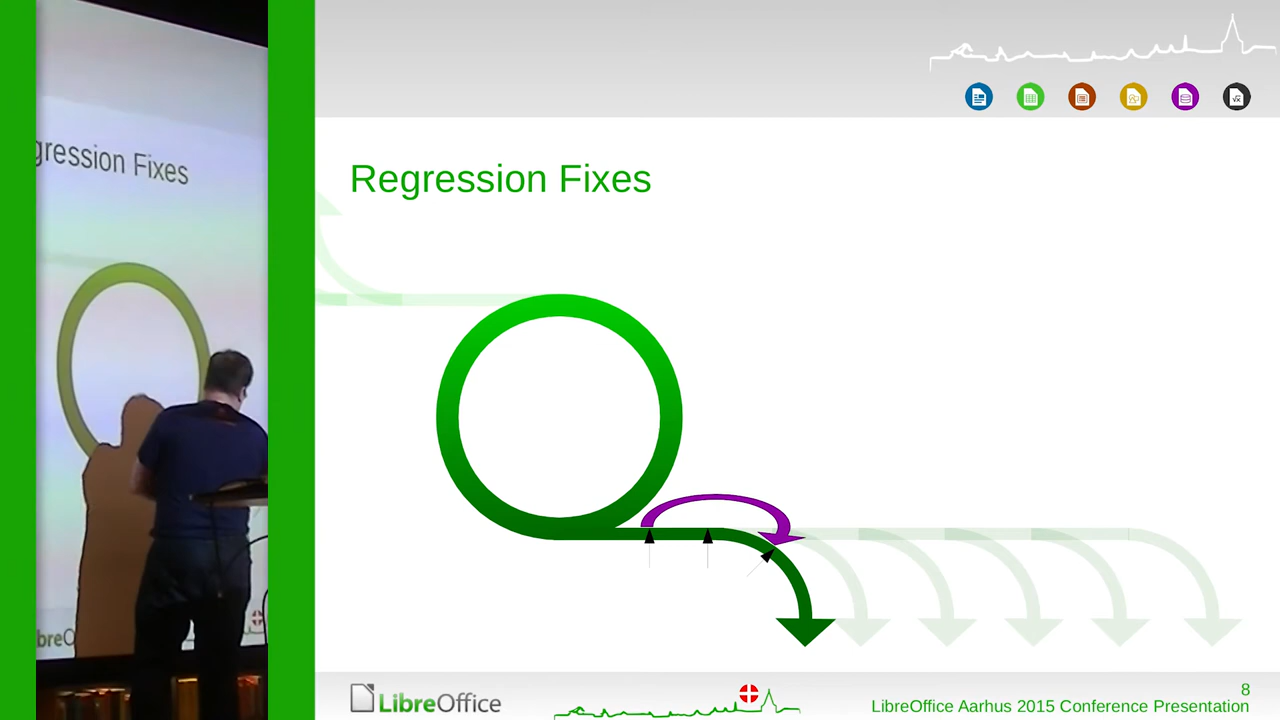 gression Fixes
breO
Regression Fixes
LibreOffice
8
LibreOffice Aarhus 2015 Conference Presentation